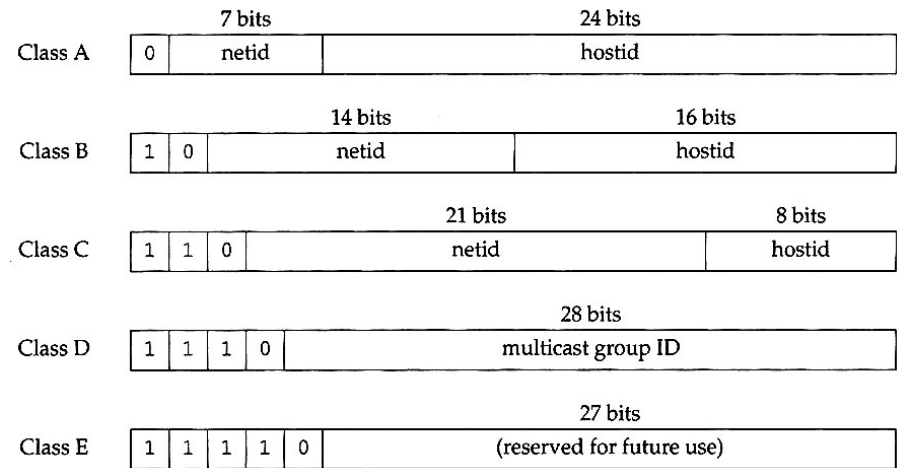 7 bits 24 bits
Class A 0 netid hostid
14 bits 16 bits
Class B 1 0 netid hostid
21 bits 8 bits
Class C 1 1 0 netid hostid
28 bits
Class D 1 1 1 0 multicast group ID
27 bits
Class E 1 1 1 1 0 (reserved for future use)